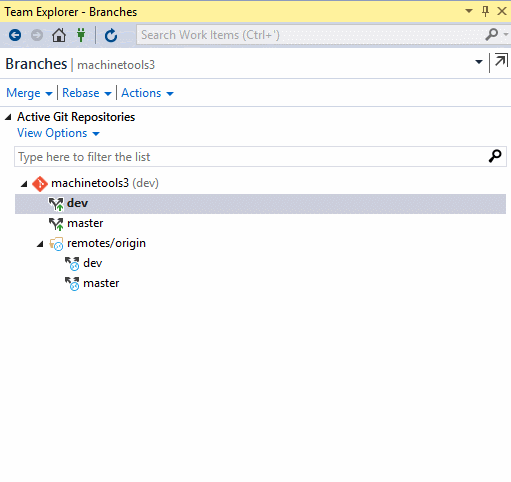 Team Explorer - Branches
Search Work Items (Ctrl+')
Branches | machinetools3
Merge | Rebase | Actions
Active Git Repositories
View Options
Type here to filter the list
machinetools3 (dev)
dev
master
remotes/origin
dev
master